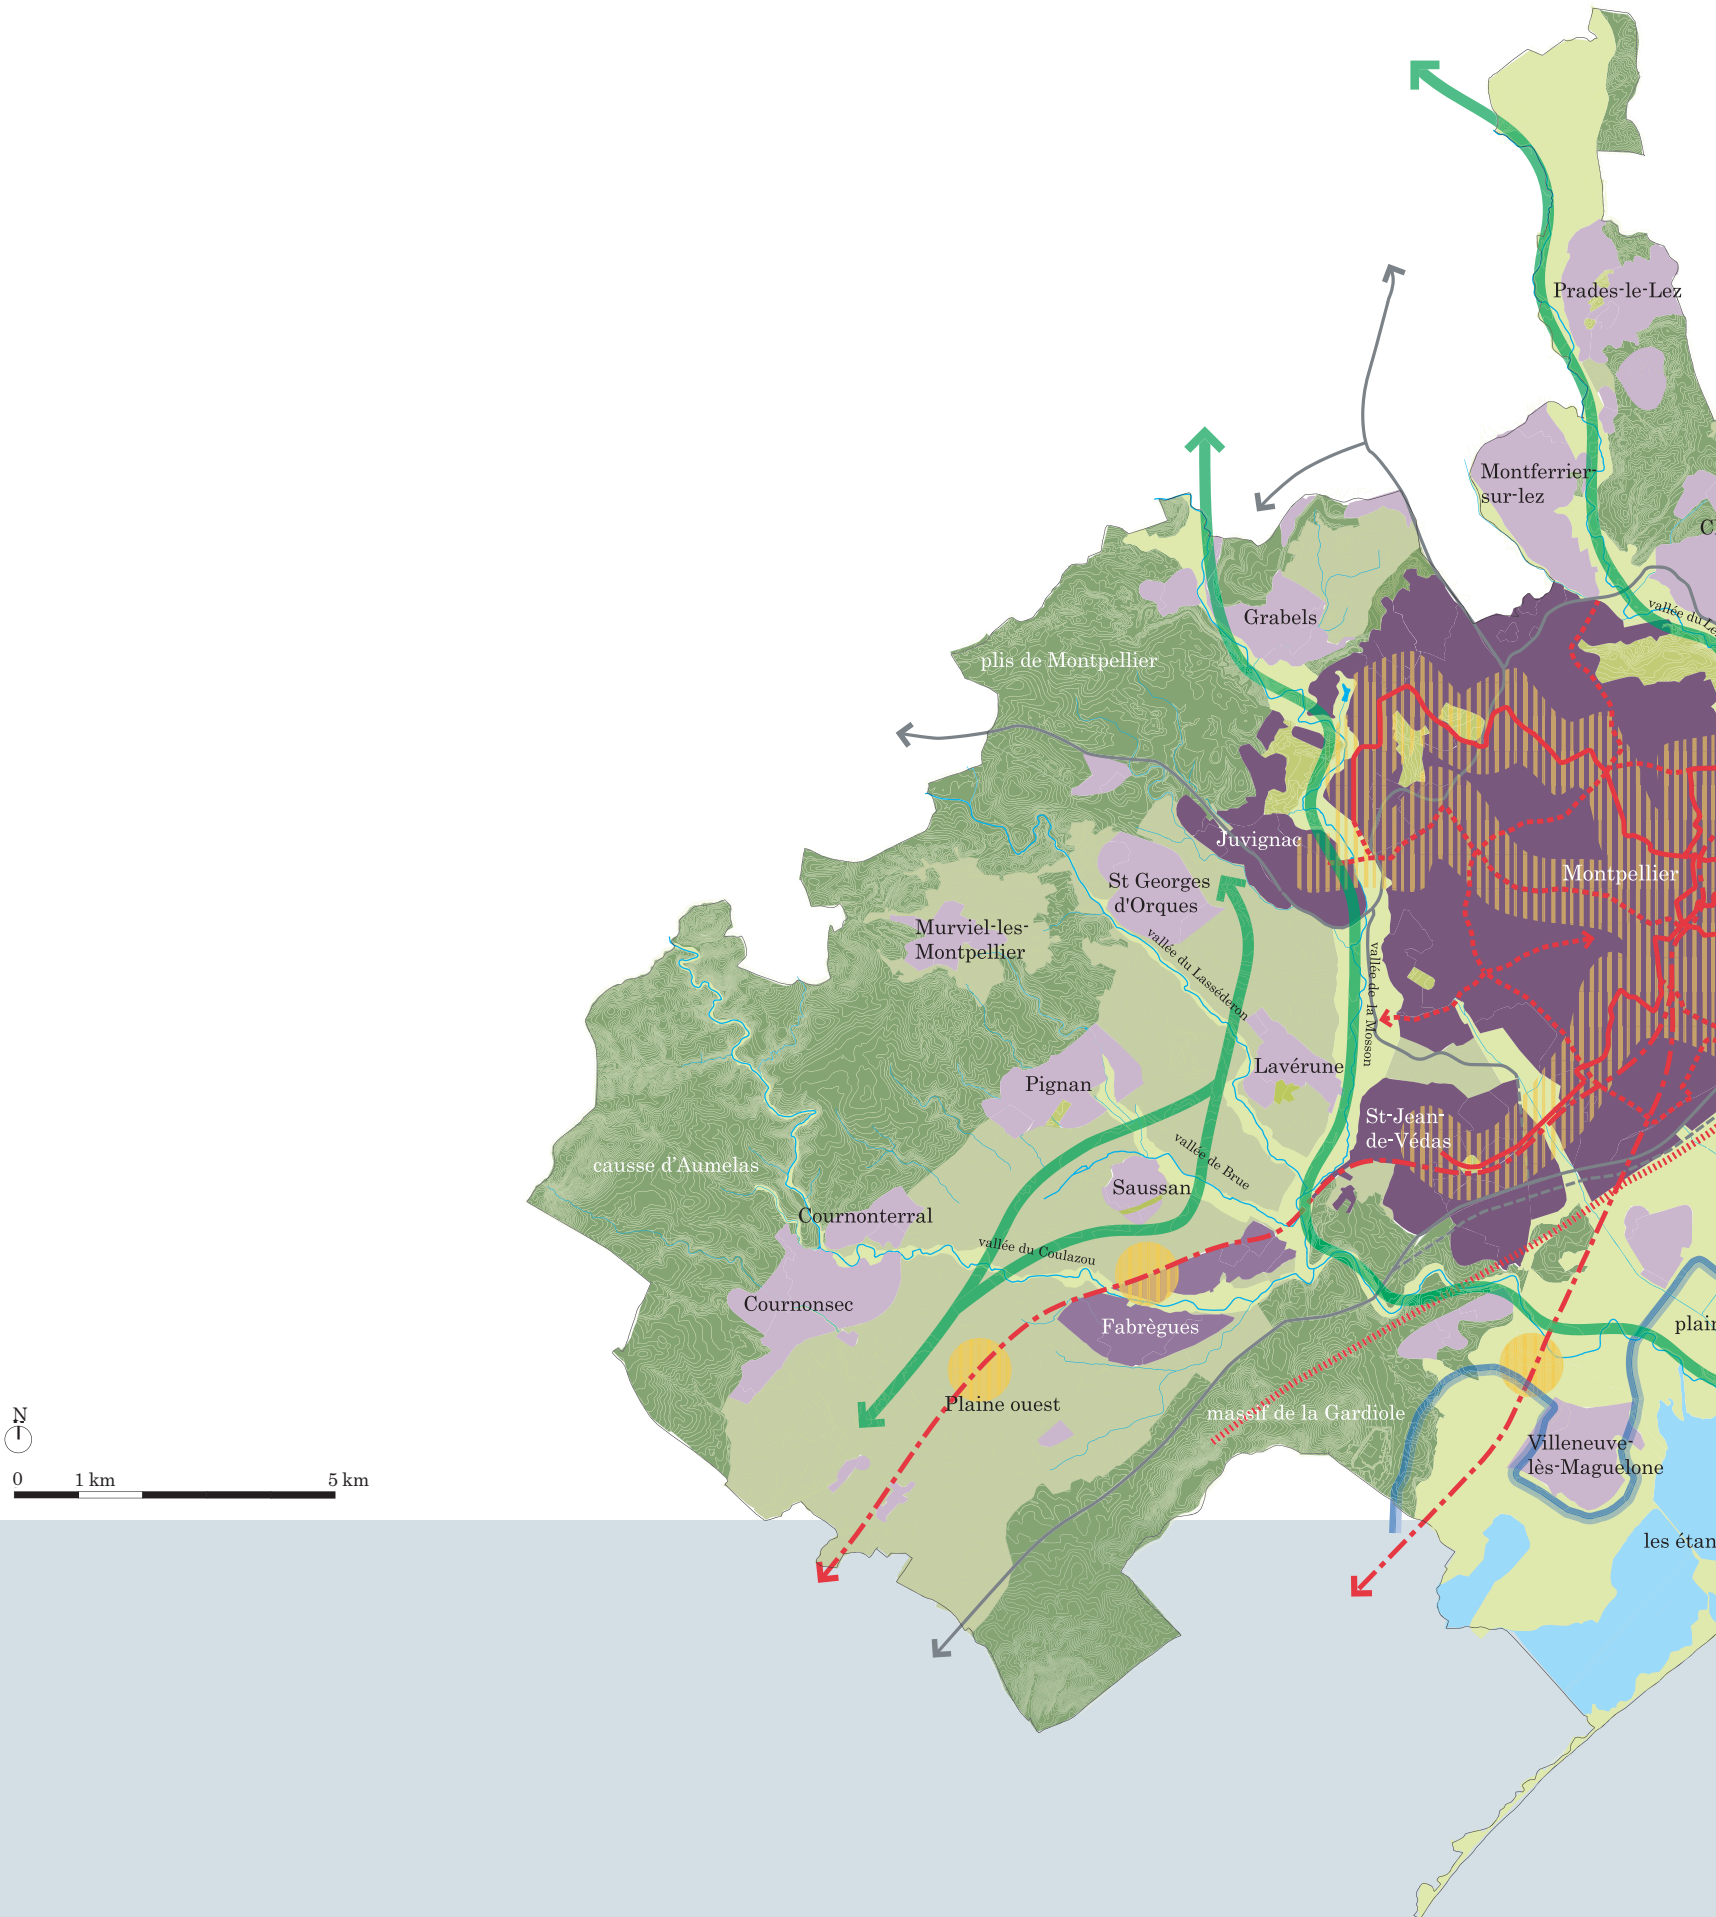 Prades-le-Lez
Montferrier-
sur-lez
vallée du Le
Grabels
plis de Montpellier
Juvignac
Montpellier
St Georges
d'Orques
Murviel-les-
Montpellier
vallée du Lasséderon
vallée de la Mosson
Lavérune
Pignan
St-Jean-
de-Védas
vallée de Brue
causse d'Aumelas
Saussan
Cournonterral
vallée du Coulazou
Cournonsec
Fabrègues
plain
Plaine ouest
massif de la Gardiole
Villeneuve-
lès-Maguelone
N
0 1 km 5 km
les étan